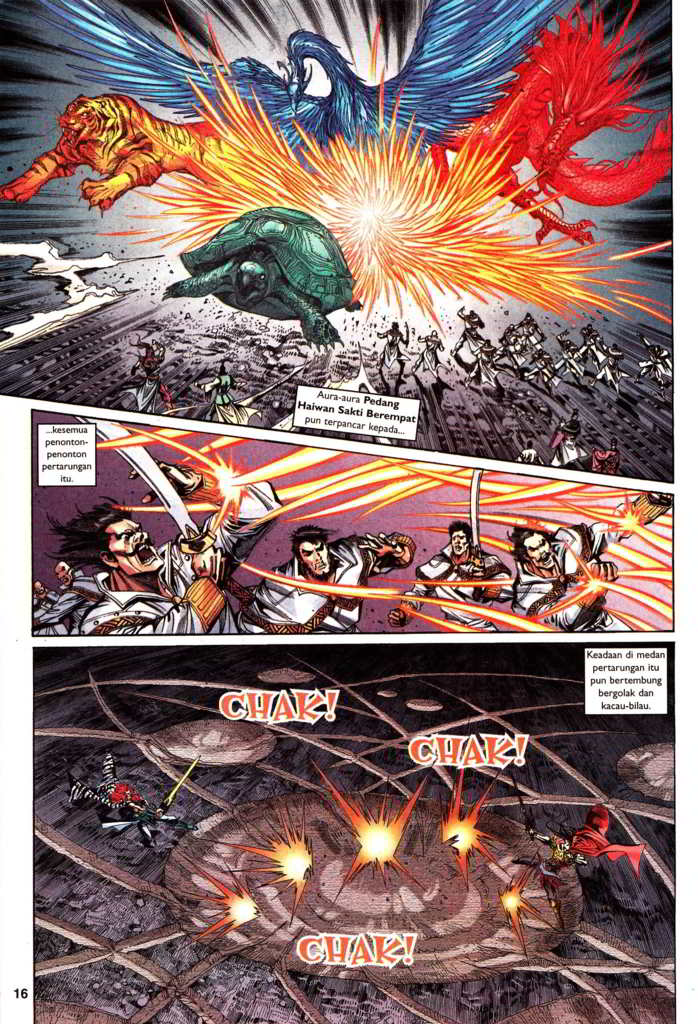 Aura-aura Pedang
Haiwan Sakti Berempat
pun terpancar kepada...
...kesemua
penonton-
penonton
pertarungan
itu.
Keadaan di medan
pertarungan itu
pun bertembung
bergolak dan
kacau-bilau.
CHAK!
CHAK!
CHAK!
16